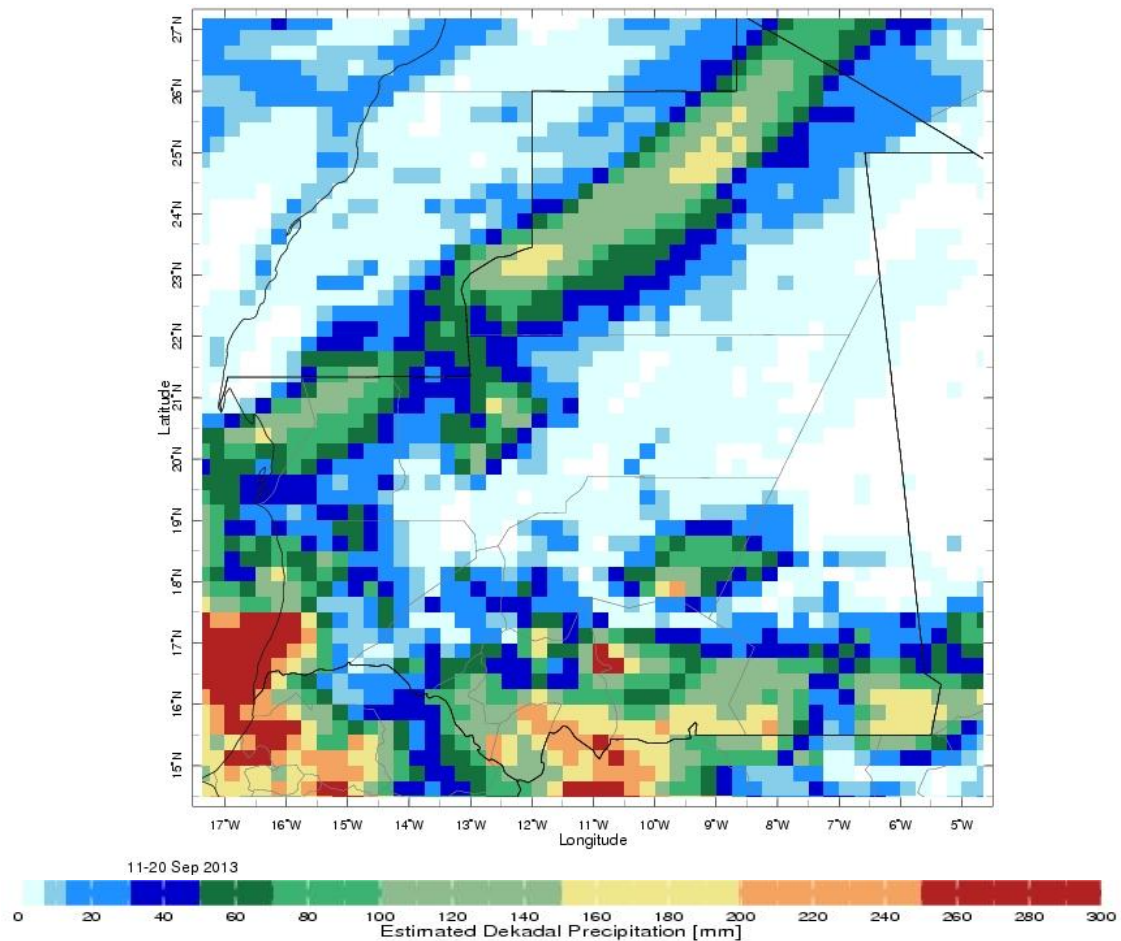 27°N
26°N
25°N
24°N
23°N
22°N
21°N
20°N
19°N
18°N
17°N
16°N
15°N
Latitude
17°W 16°W 15°W 14°W 13°W 12°W 11°W 10°W 9°W 8°W 7°W 6°W 5°W
Longitude
11-20 Sep 2013
0 20 40 60 80 100 120 140 160 180 200 220 240 260 280 300
Estimated Dekadal Precipitation [mm]